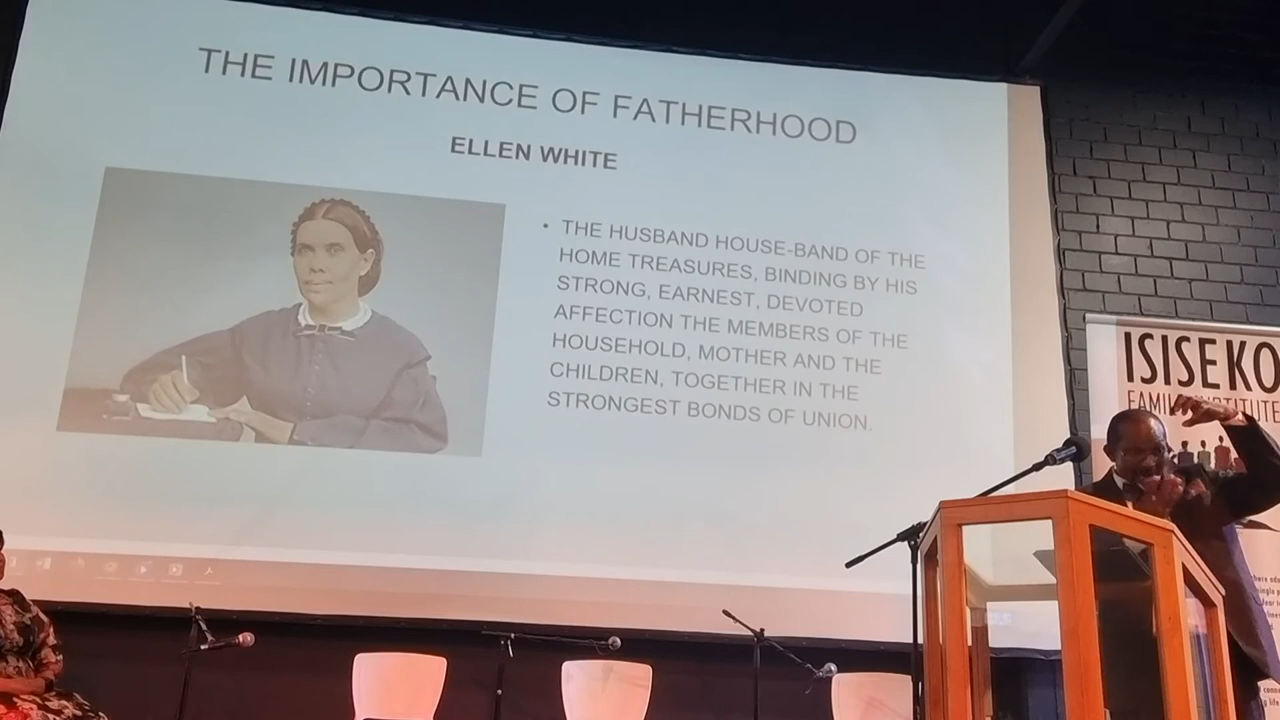 THE IMPORTANCE OF FATHERHOOD
ELLEN WHITE
• THE HUSBAND HOUSE-BAND OF THE
HOME TREASURES, BINDING BY HIS
STRONG, EARNEST, DEVOTED
AFFECTION THE MEMBERS OF THE
HOUSEHOLD, MOTHER AND THE
CHILDREN, TOGETHER IN THE
STRONGEST BONDS OF UNION.
ISISEKO